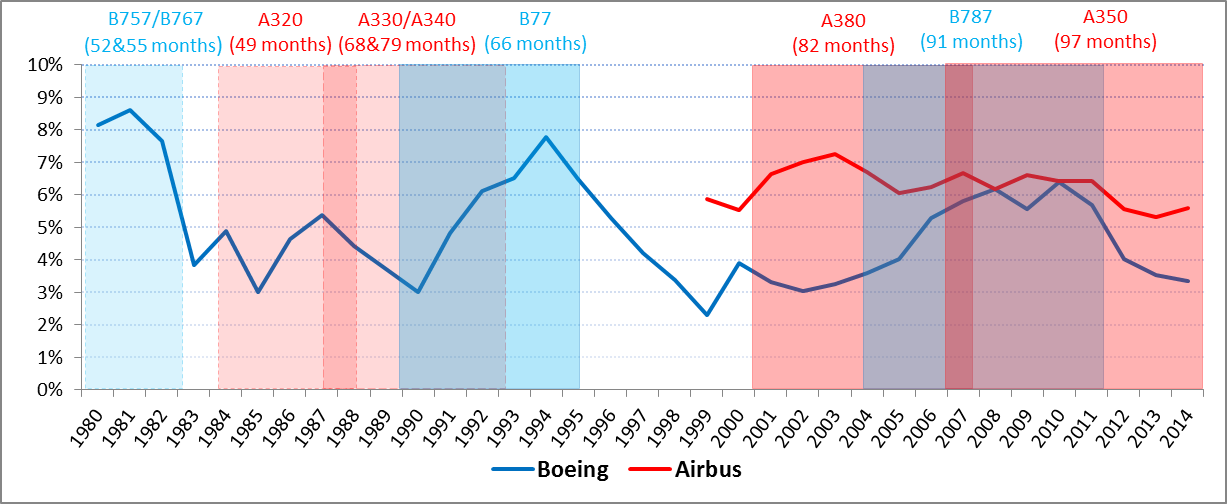 B757/B767
(52&55 months)
A320
(49 months)
A330/A340
(68&79 months)
B77
(66 months)
A380
(82 months)
B787
(91 months)
A350
(97 months)
10%
9%
8%
7%
6%
5%
4%
3%
2%
1%
0%
1980
1981
1982
1983
1984
1985
1986
1987
1988
1989
1990
1991
1992
1993
1994
1995
1996
1997
1998
1999
2000
2001
2002
2003
2004
2005
2006
2007
2008
2009
2010
2011
2012
2013
2014
Boeing
Airbus